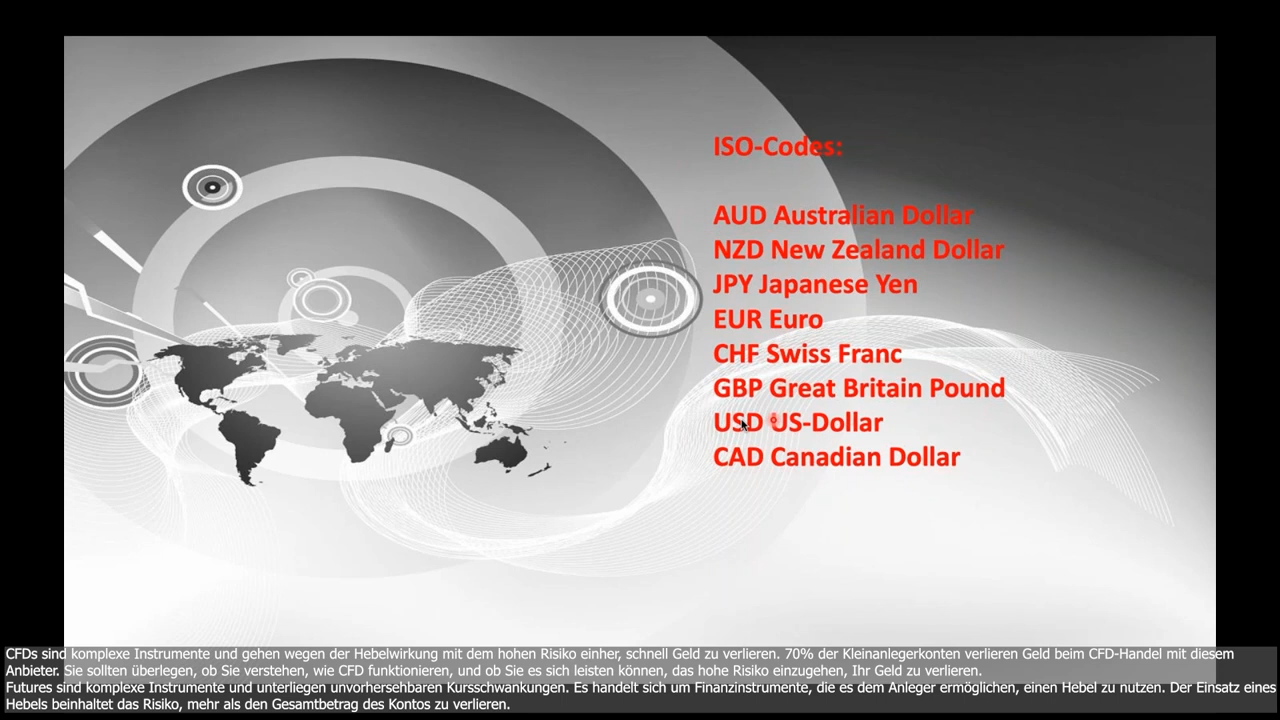 ISO-Codes:
AUD Australian Dollar
NZD New Zealand Dollar
JPY Japanese Yen
EUR Euro
CHF Swiss Franc
GBP Great Britain Pound
USD US-Dollar
CAD Canadian Dollar
CFDs sind komplexe Instrumente und gehen wegen der Hebelwirkung mit dem hohen Risiko einher, schnell Geld zu verlieren. 70% der Kleinanlegerkonten verlieren Geld beim CFD-Handel mit diesem
Anbieter. Sie sollten überlegen, ob Sie verstehen, wie CFD funktionieren, und ob Sie es sich leisten können, das hohe Risiko einzugehen, Ihr Geld zu verlieren.
Futures sind komplexe Instrumente und unterliegen unvorhersehbaren Kursschwankungen. Es handelt sich um Finanzinstrumente, die es dem Anleger ermöglichen, einen Hebel zu nutzen. Der Einsatz eines
Hebels beinhaltet das Risiko, mehr als den Gesamtbetrag des Kontos zu verlieren.